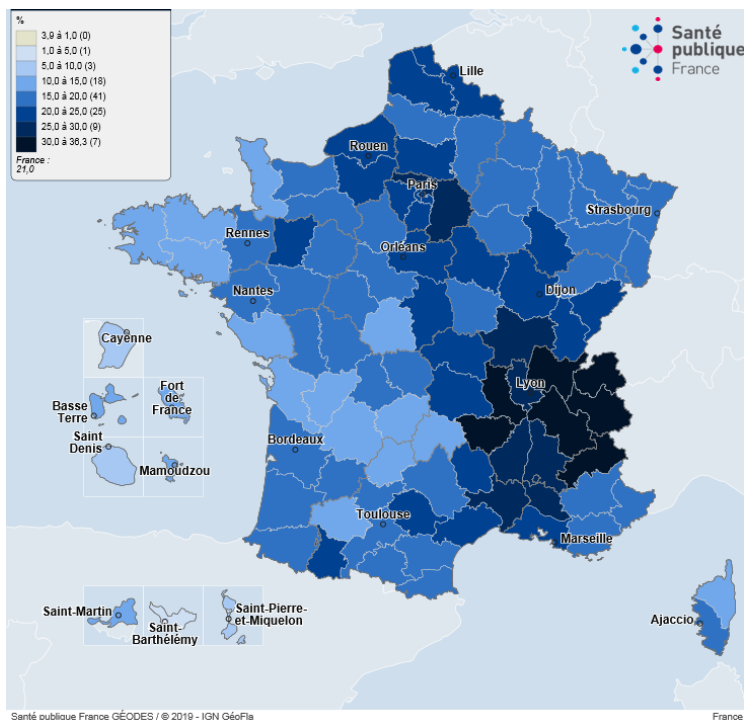 %
3,9 à 1,0 (0)
1,0 à 5,0 (1)
5,0 à 10,0 (3)
10,0 à 15,0 (18)
15,0 à 20,0 (41)
20,0 à 25,0 (25)
25,0 à 30,0 (9)
30,0 à 36,3 (7)
France :
21,0
Santé
publique
France
Lille
Rouen
Paris
Strasbourg
Rennes
Orléans
Nantes
Dijon
Cayenne
Lyon
Basse
Terre
Fort
de
France
Saint
Denis
Mamoudzou
Bordeaux
Toulouse
Marseille
Saint-Martin
Saint-
Barthélémy
Saint-Pierre-
et-Miquelon
Ajaccio
Santé publique France GÉODES / © 2019 - IGN GéoFla
France